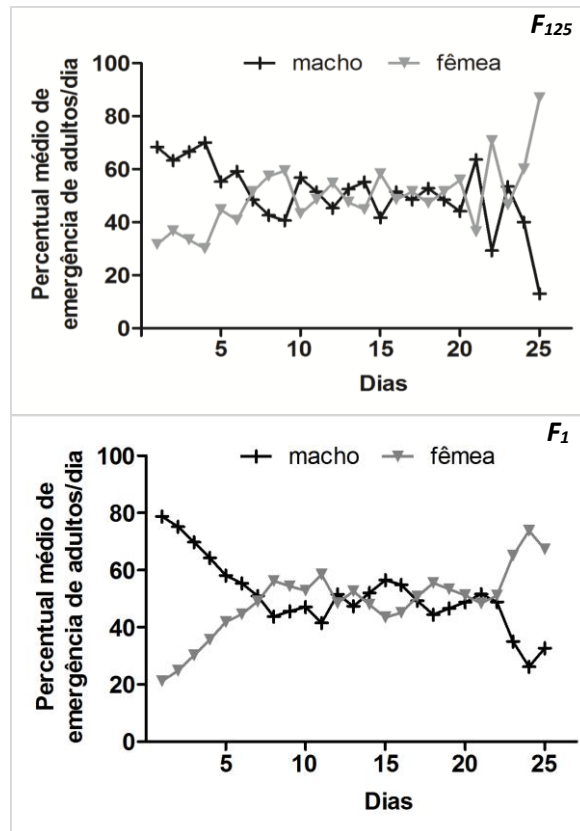 F125
macho fêmea
Percentual médio de
emergência de adultos/dia
100
80
60
40
20
0
5 10 15 20 25
Dias
F1
macho fêmea
Percentual médio de
emergência de adultos/dia
100
80
60
40
20
0
5 10 15 20 25
Dias